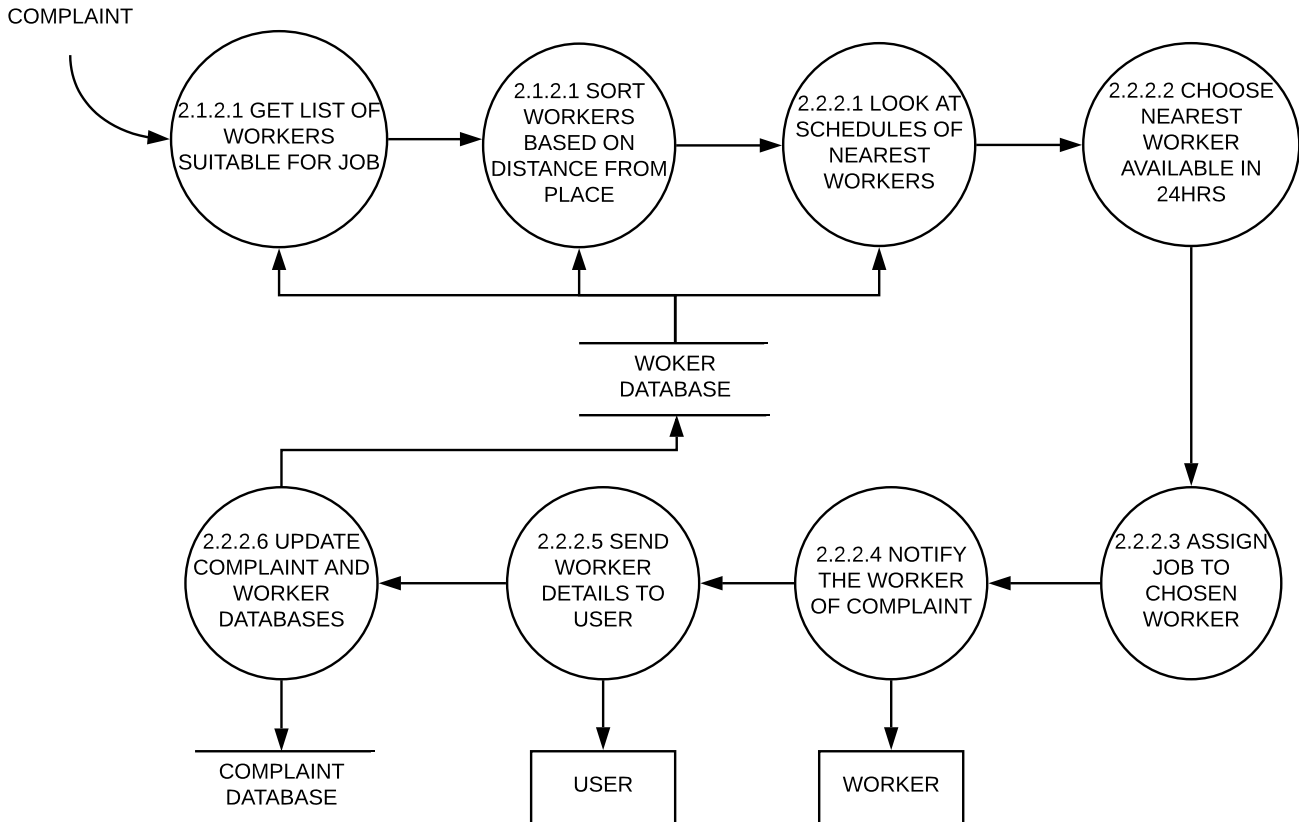 COMPLAINT
2.1.2.1 GET LIST OF
WORKERS
SUITABLE FOR JOB
2.1.2.1 SORT
WORKERS
BASED ON
DISTANCE FROM
PLACE
2.2.2.1 LOOK AT
SCHEDULES OF
NEAREST
WORKERS
2.2.2.2 CHOOSE
NEAREST
WORKER
AVAILABLE IN
24HRS
WOKER
DATABASE
2.2.2.6 UPDATE
COMPLAINT AND
WORKER
DATABASES
2.2.2.5 SEND
WORKER
DETAILS TO
USER
2.2.2.4 NOTIFY
THE WORKER
OF COMPLAINT
2.2.2.3 ASSIGN
JOB TO
CHOSEN
WORKER
COMPLAINT
DATABASE
USER
WORKER